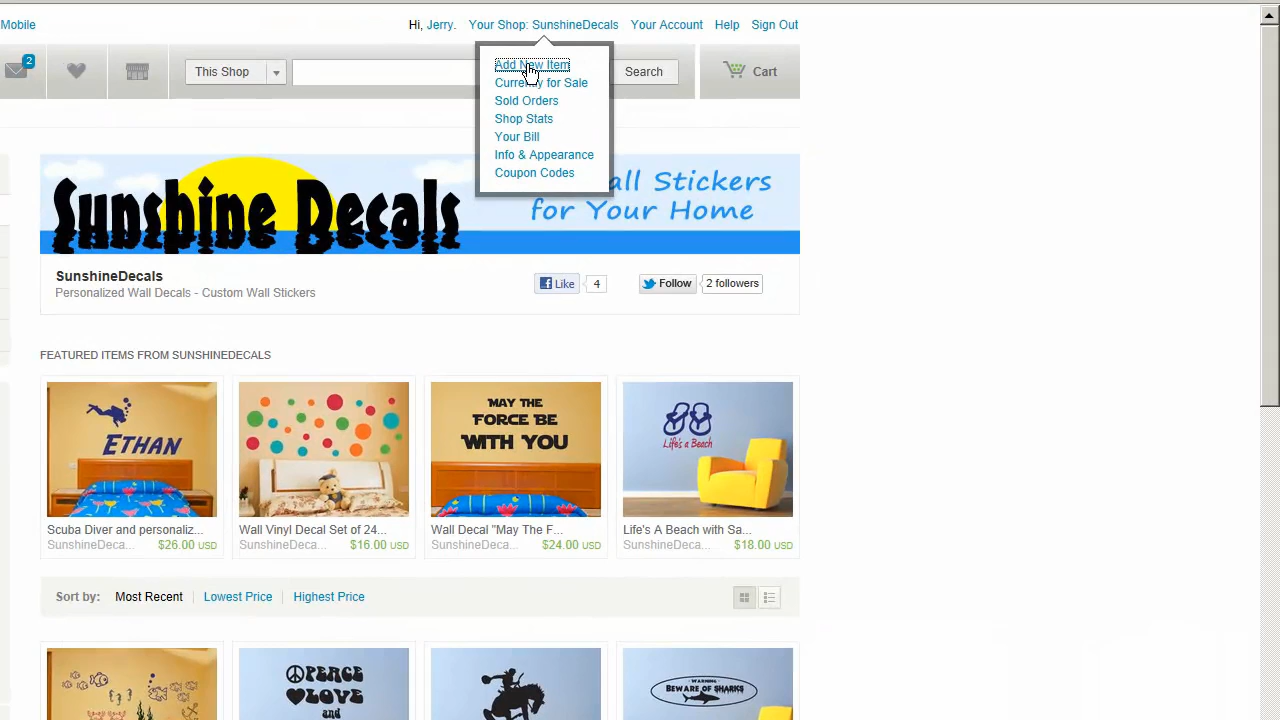 Mobile
Hi, Jerry. Your Shop: SunshineDecals Your Account Help Sign Out
2
This Shop
Search
Cart
Add New Item
Currently for Sale
Sold Orders
Shop Stats
Your Bill
Info & Appearance
Coupon Codes
Sunshine Decals
all Stickers
for Your Home
SunshineDecals
Personalized Wall Decals - Custom Wall Stickers
Like 4
Follow 2 followers
FEATURED ITEMS FROM SUNSHINEDECALS
ETHAN
MAY THE
FORCE BE
WITH YOU
Life's a Beach
Scuba Diver and personaliz...
SunshineDeca... $26.00 USD
Wall Vinyl Decal Set of 24...
SunshineDeca... $16.00 USD
Wall Decal "May The F...
SunshineDeca... $24.00 USD
Life's A Beach with Sa...
SunshineDeca... $18.00 USD
Sort by: Most Recent Lowest Price Highest Price
PEACE
LOVE
and
WARNING
BEWARE OF SHARKS